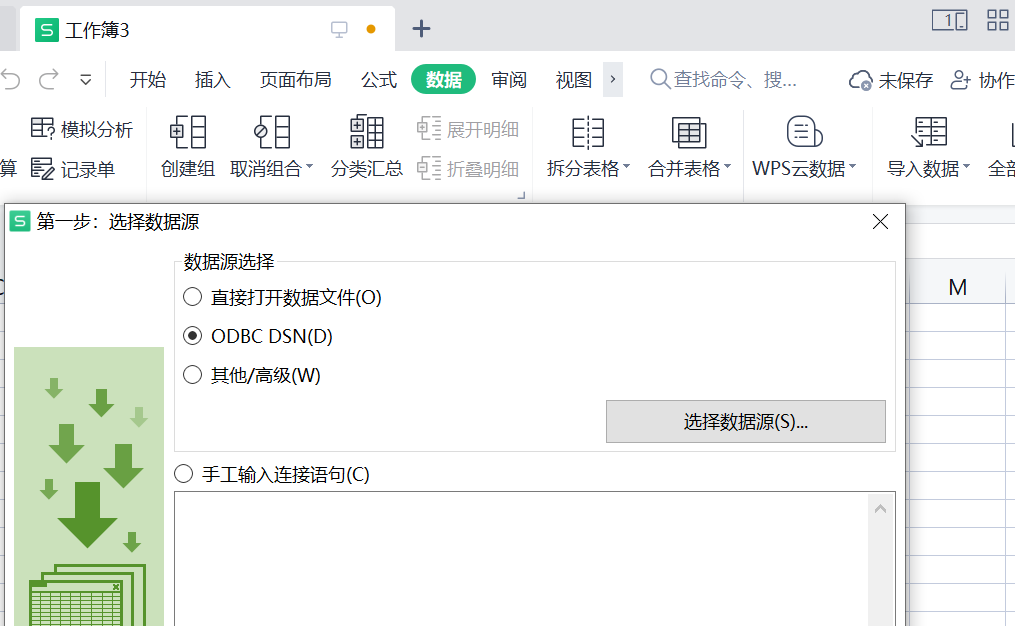 工作簿3
开始 插入 页面布局 公式 数据 审阅 视图 查找命令、搜... 未保存 协作
模拟分析 展开明细
算 记录单 创建组 取消组合 分类汇总 折叠明细 拆分表格 合并表格 WPS云数据 导入数据 全部
第一步：选择数据源
数据源选择
直接打开数据文件(O)
M
ODBC DSN(D)
其他/高级(W)
选择数据源(S)...
手工输入连接语句(C)